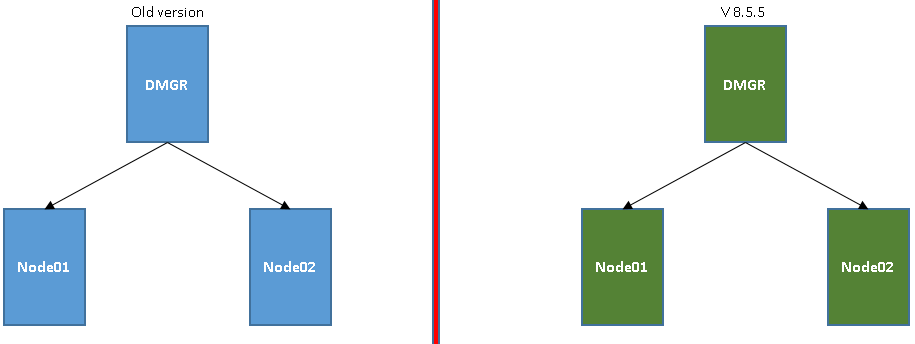 Old version
V 8.5.5
DMGR
DMGR
Node01
Node02
Node01
Node02